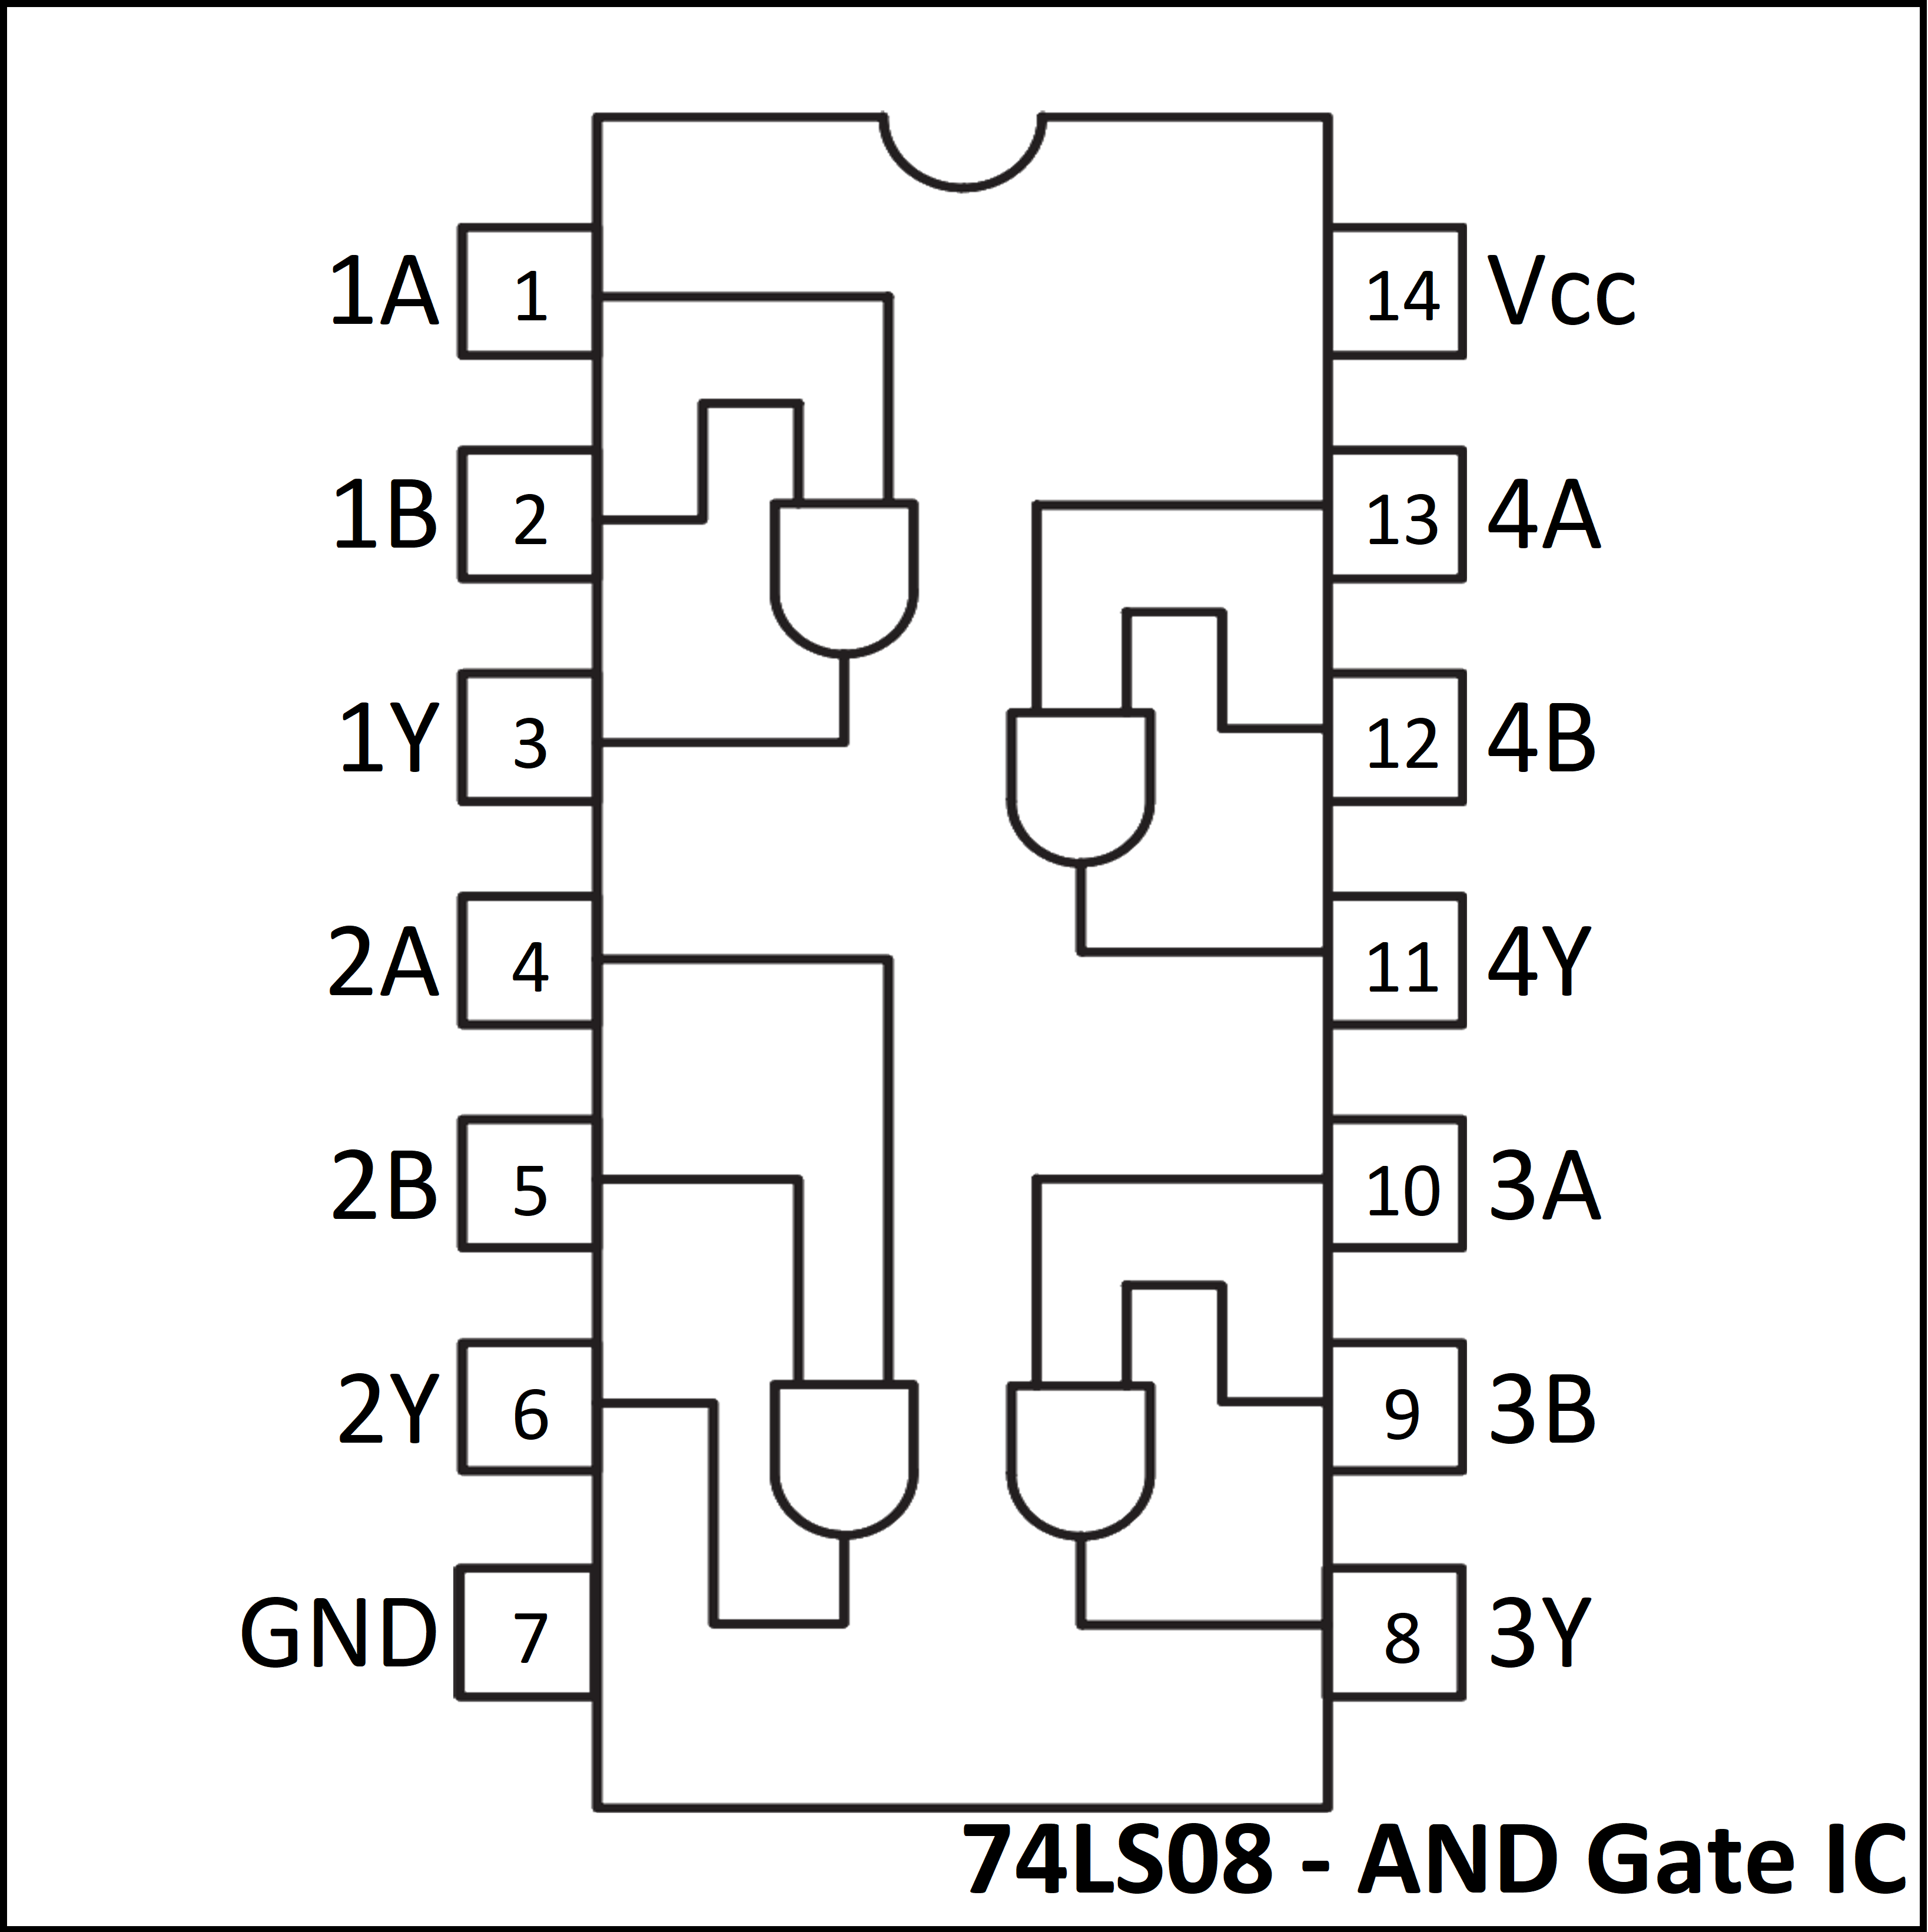 1A 1 14 Vcc
1B 2 13 4A
1Y 3 12 4B
2A 4 11 4Y
2B 5 10 3A
2Y 6 9 3B
GND 7 8 3Y
74LS08 - AND Gate IC